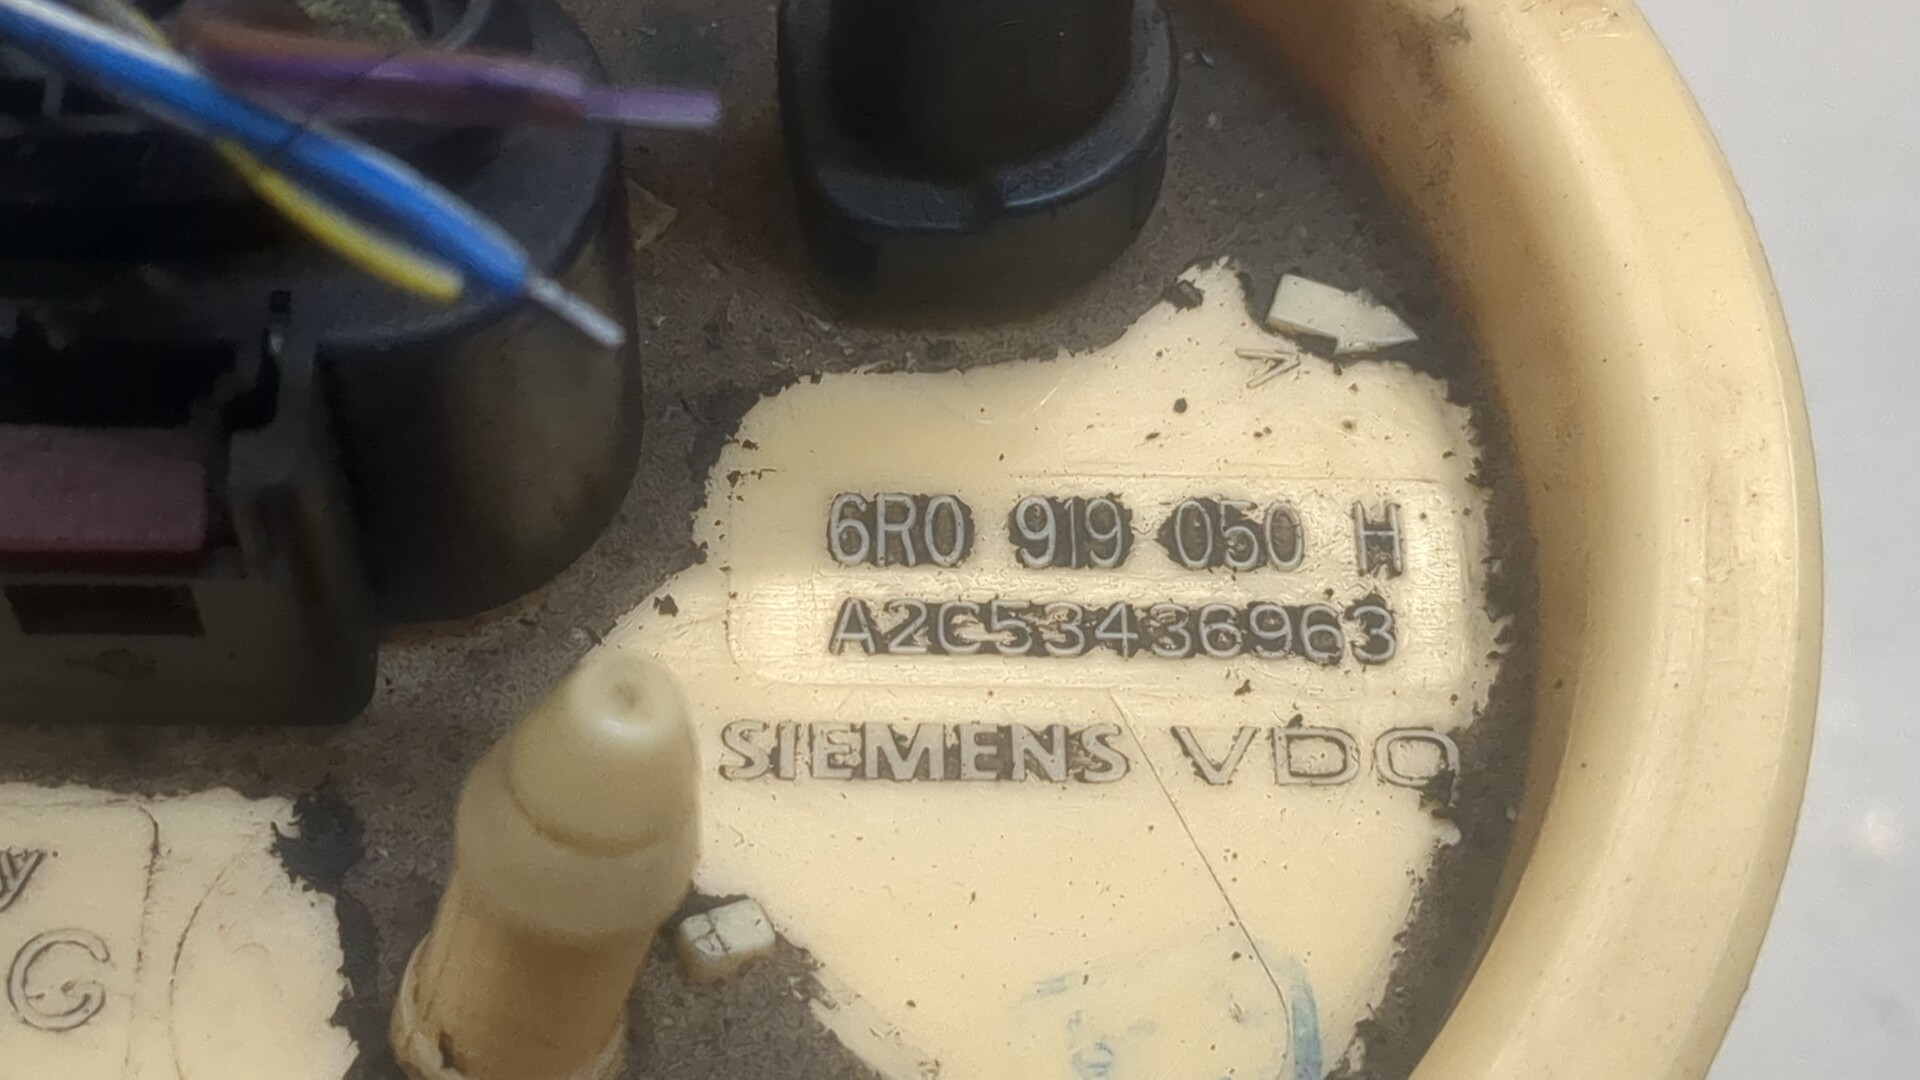 6R0 919 050 H
A2C53436963
SIEMENS VDO
G